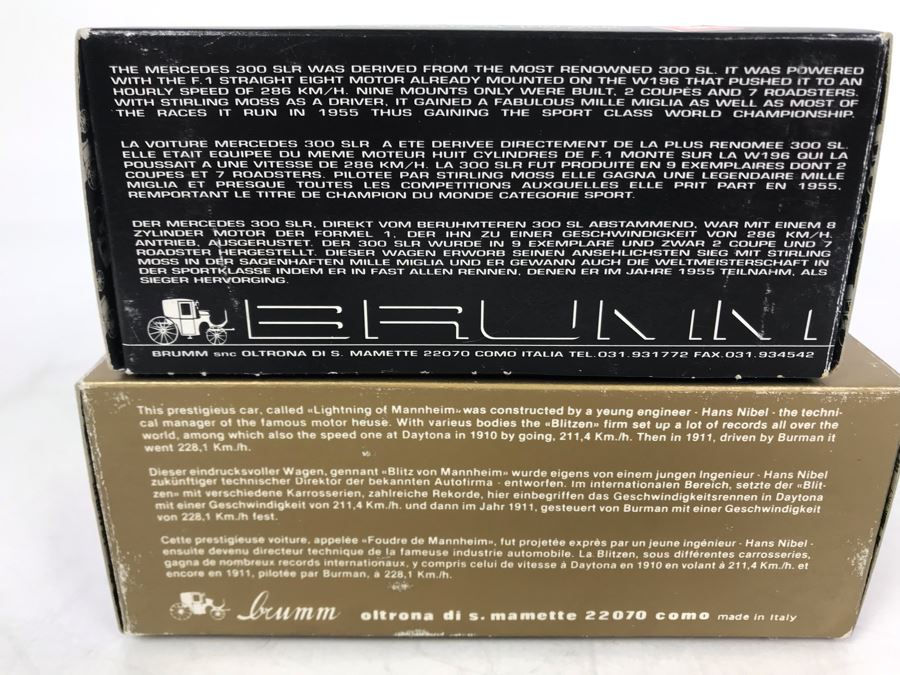 THE MERCEDES 300 SLR WAS DERIVED FROM THE MOST RENOWNED 300 SL. IT WAS POWERED
WITH THE F.1 STRAIGHT EIGHT MOTOR ALREADY MOUNTED ON THE W196 THAT PUSHED IT TO AN
HOURLY SPEED OF 286 KM/H. NINE MOUNTS ONLY WERE BUILT, 2 COUPES AND 7 ROADSTERS.
WITH STIRLING MOSS AS A DRIVER, IT GAINED A FABULOUS MILLE MIGLIA AS WELL AS MOST OF
THE RACES IT RUN IN 1955 THUS GAINING THE SPORT CLASS WORLD CHAMPIONSHIP.
LA VOITURE MERCEDES 300 SLR A ETE DERIVEE DIRECTEMENT DE LA PLUS RENOMEE 300 SL.
ELLE ETAIT EQUIPEE DU MEME MOTEUR HUIT CYLINDRES DE F.1 MONTE SUR LA W196 QUI LA
POUSSAIT A UNE VITESSE DE 286 KM/H. LA 300 SLR FUT PRODUITE EN 9 EXEMPLAIRES DONT 2
COUPES ET 7 ROADSTERS. PILOTEE PAR STIRLING MOSS ELLE GAGNA UNE LEGENDAIRE MILLE
MIGLIA ET PRESQUE TOUTES LES COMPETITIONS AUXQUELLES ELLE PRIT PART EN 1955,
REMPORTANT LE TITRE DE CHAMPION DU MONDE CATEGORIE SPORT.
DER MERCEDES 300 SLR, DIREKT VOM BERUHMTEREN 300 SL ABSTAMMEND, WAR MIT EINEM 8
ZYLINDER MOTOR DER FORMEL 1, DER IHN ZU EINER GESCHWINDIGKEIT VON 286 KM/H.
ANTRIEB, AUSGERUSTET. DER 300 SLR WURDE IN 9 EXEMPLARE UND ZWAR 2 COUPE UND 7
ROADSTER HERGESTELLT. DIESER WAGEN ERWORB SEINEN ANSEHLICHSTEN SIEG MIT STIRLING
MOSS IN DER SAGENHAFTEN MILLE MIGLIA UND ER GEWANN AUCH DIE WELTMEISTERSCHAFT IN
DER SPORTKLASSE INDEM ER IN FAST ALLEN RENNEN, DENEN ER IM JAHRE 1955 TEILNAHM, ALS
SIEGER HERVORGING.
BRUMM
BRUMM snc OLTRONA DI S. MAMETTE 22070 COMO ITALIA TEL.031.931772 FAX.031.934542
This prestigieus car, called «Lightning of Mannheim» was constructed by a yeung engineer - Hans Nibel - the techni-
cal manager of the famous motor heuse. With varieus bodies the «Blitzen» firm set up a lot of records all over the
world, among which also the speed one at Daytona in 1910 by going, 211,4 Km./h. Then in 1911, driven by Burman it
went 228,1 Km./h.
Dieser eindrucksvoller Wagen, gennant «Blitz von Mannheim» wurde eigens von einem jungen Ingenieur - Hans Nibel
zukünftiger technischer Direktor der bekannten Autofirma - entworfen. Im internationalen Bereich, setzte der «Blit-
zen» mit verschiedene Karrosserien, zahlreiche Rekorde, hier einbegriffen das Geschwindigkeitsrennen in Daytona
mit einer Geschwindigkeit von 211,4 Km./h. und dann im Jahr 1911, gesteuert von Burman mit einer Geschwindigkeit
von 228,1 Km./h fest.
Cette prestigieuse voiture, appelée «Foudre de Mannheim», fut projetée exprès par un jeune ingénieur - Hans Nibel -
ensuite devenu directeur technique de la fameuse industrie automobile. La Blitzen, sous différentes carrosseries,
gagna de nombreux records internationaux, y compris celui de vitesse à Daytona en 1910 en volant à 211,4 Km./h. et
encore en 1911, pilotée par Burman, à 228,1 Km./h.
brumm oltrona di s. mamette 22070 como made in Italy